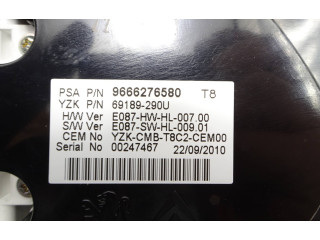 PSA P/N 9666276580 T8
YZK P/N 69189-290U
H/W Ver E087-HW-HL-007.00
S/W Ver E087-SW-HL-009.01
CEM No YZK-CMB-T8C2-CEM00
Serial No 00247467 22/09/2010